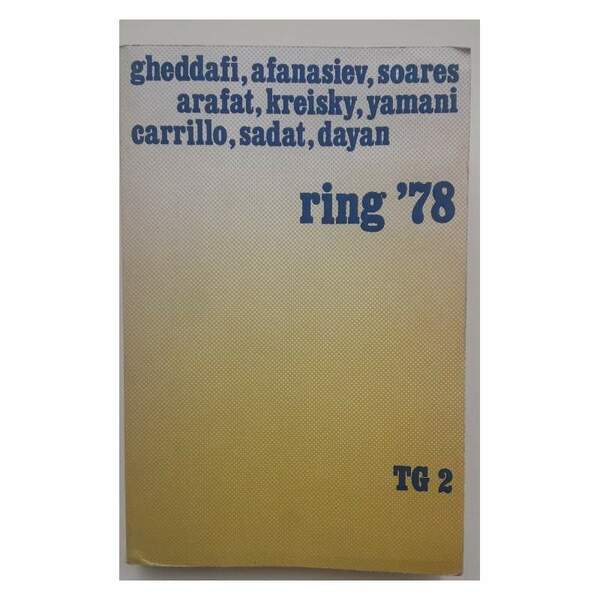 gheddafi, afanasiev, soares
arafat, kreisky, yamani
carrillo, sadat, dayan
ring '78
TG 2